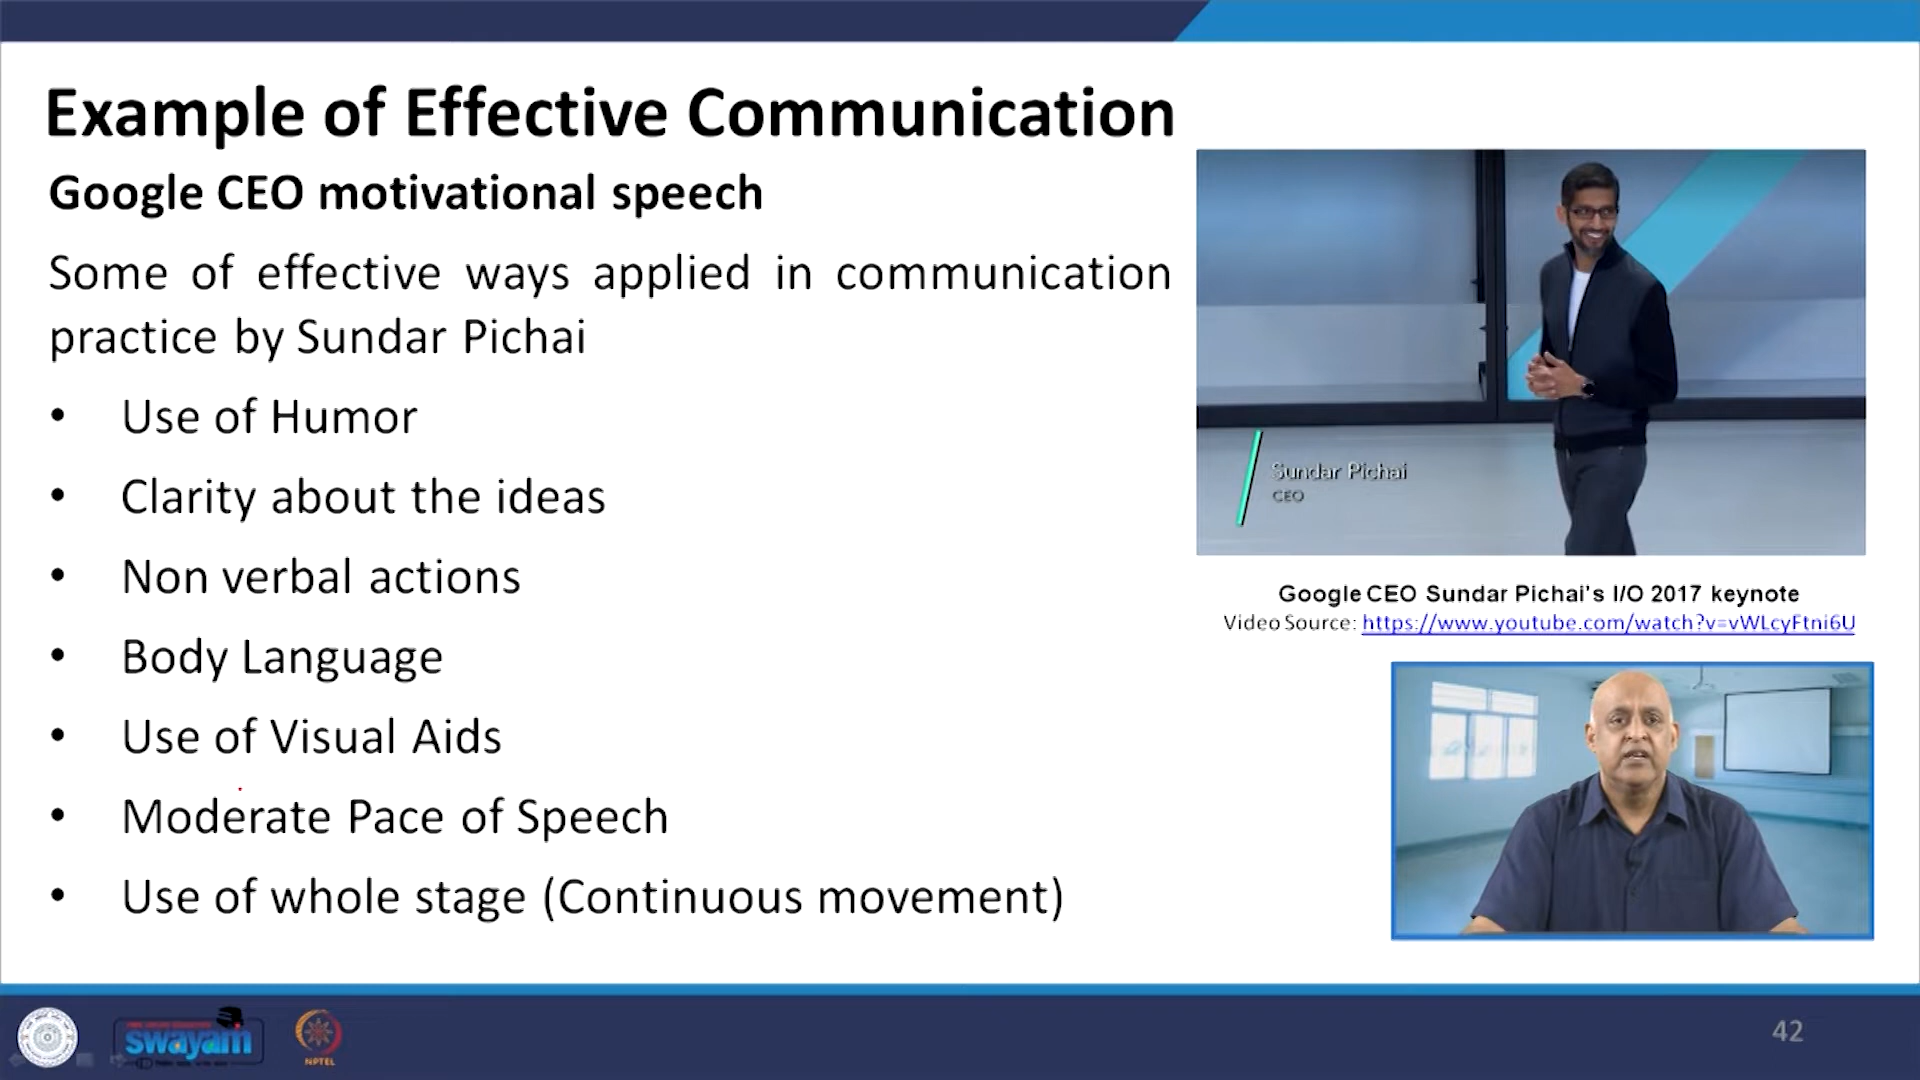 Example of Effective Communication
Google CEO motivational speech
Some of effective ways applied in communication
practice by Sundar Pichai
• Use of Humor
• Clarity about the ideas
• Non verbal actions
• Body Language
• Use of Visual Aids
• Moderate Pace of Speech
• Use of whole stage (Continuous movement)
Sundar Pichai
CEO
Google CEO Sundar Pichai's I/O 2017 keynote
Video Source: https://www.youtube.com/watch?v=vWLcyFtni6U
swayam
NPTEL
42